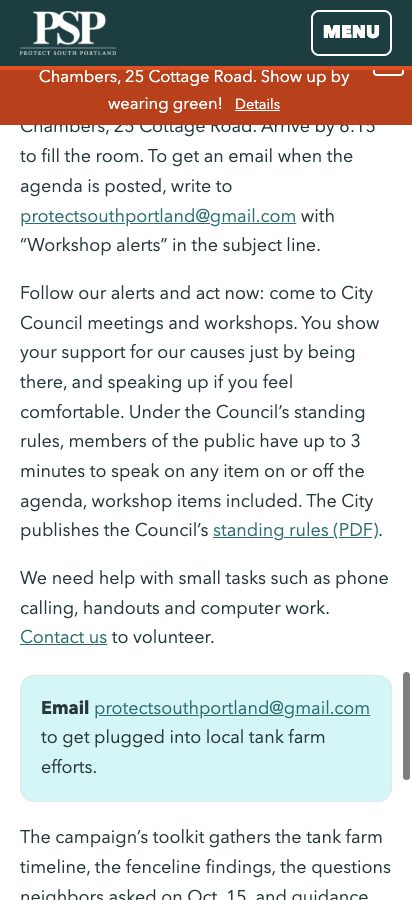 PSP
PROTECT SOUTH PORTLAND
MENU
Chambers, 25 Cottage Road. Show up by
wearing green! Details
Chambers, 25 Cottage Road. Arrive by 6:15
to fill the room. To get an email when the
agenda is posted, write to
protectsouthportland@gmail.com with
“Workshop alerts” in the subject line.
Follow our alerts and act now: come to City
Council meetings and workshops. You show
your support for our causes just by being
there, and speaking up if you feel
comfortable. Under the Council’s standing
rules, members of the public have up to 3
minutes to speak on any item on or off the
agenda, workshop items included. The City
publishes the Council’s standing rules (PDF).
We need help with small tasks such as phone
calling, handouts and computer work.
Contact us to volunteer.
Email protectsouthportland@gmail.com
to get plugged into local tank farm
efforts.
The campaign’s toolkit gathers the tank farm
timeline, the fenceline findings, the questions
neighbors asked on Oct. 15, and guidance